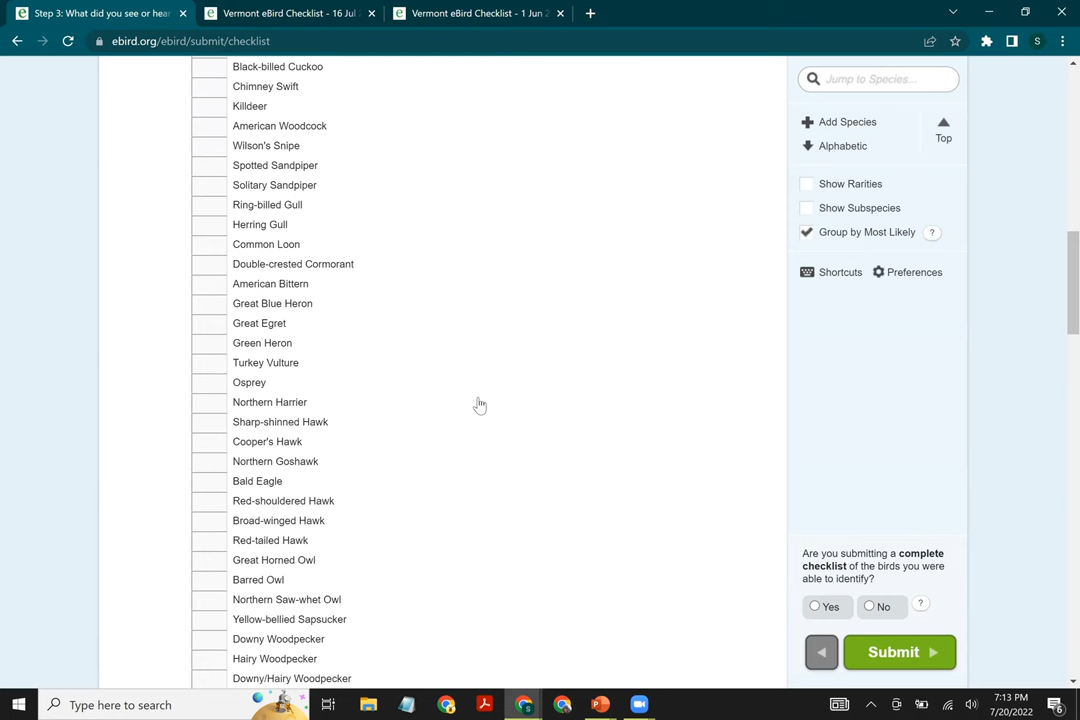 Step 3: What did you see or hear
Vermont eBird Checklist - 16 Jul
Vermont eBird Checklist - 1 Jun 2
ebird.org/ebird/submit/checklist
S
Black-billed Cuckoo
Chimney Swift
Killdeer
American Woodcock
Wilson's Snipe
Spotted Sandpiper
Solitary Sandpiper
Ring-billed Gull
Herring Gull
Common Loon
Double-crested Cormorant
American Bittern
Great Blue Heron
Great Egret
Green Heron
Turkey Vulture
Osprey
Northern Harrier
Sharp-shinned Hawk
Cooper's Hawk
Northern Goshawk
Bald Eagle
Red-shouldered Hawk
Broad-winged Hawk
Red-tailed Hawk
Great Horned Owl
Barred Owl
Northern Saw-whet Owl
Yellow-bellied Sapsucker
Downy Woodpecker
Hairy Woodpecker
Downy/Hairy Woodpecker
Jump to Species...
Add Species
Alphabetic
Top
Show Rarities
Show Subspecies
Group by Most Likely ?
Shortcuts Preferences
Are you submitting a complete
checklist of the birds you were
able to identify?
Yes No ?
Submit
Type here to search
7:13 PM
7/20/2022
6